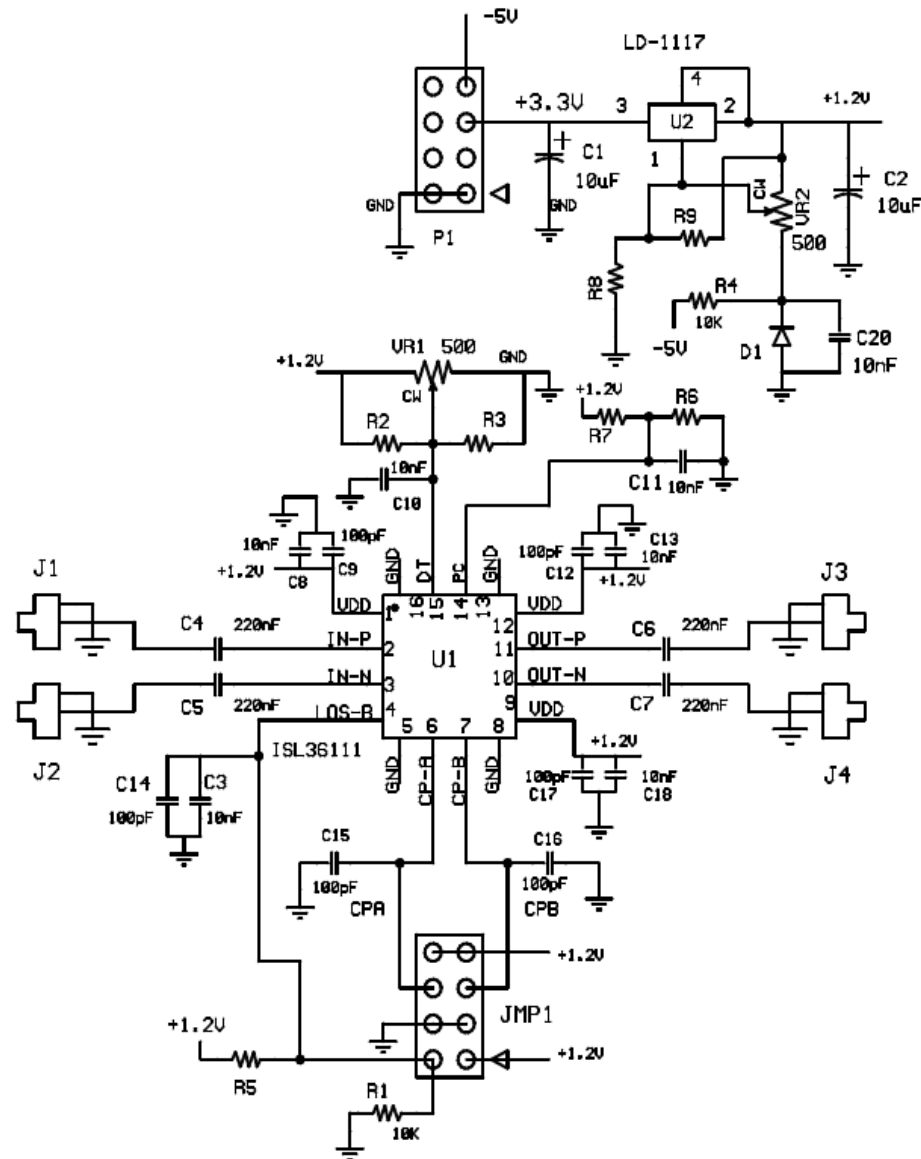 -5V
LD-1117
4
+3.3V
3
U2
2
+1.2V
1
C1
10uF
GND
GND
P1
R9
CW
VR2
500
C2
10uF
R8
R4
10K
-5V
D1
C20
10nF
+1.2V
VR1 500
GND
CW
R2
R3
+1.2V
R6
R7
10nF
C10
C11
10nF
10nF
100pF
+1.2V
C8
C9
GND
DT
PC
GND
100pF
C12
C13
10nF
+1.2V
J1
J3
VDD
16
15
14
13
VDD
1
12
C4
220nF
IN-P
2
U1
11
OUT-P
C6
220nF
IN-N
3
10
OUT-N
C5
220nF
C7
220nF
LOS-B
4
9
VDD
5
6
7
8
J2
J4
ISL36111
GND
CP-A
CP-B
GND
+1.2V
C14
100pF
C3
10nF
100pF
C17
10nF
C18
C15
100pF
CPA
C16
100pF
CPB
+1.2V
JMP1
+1.2V
R5
+1.2V
R1
10K